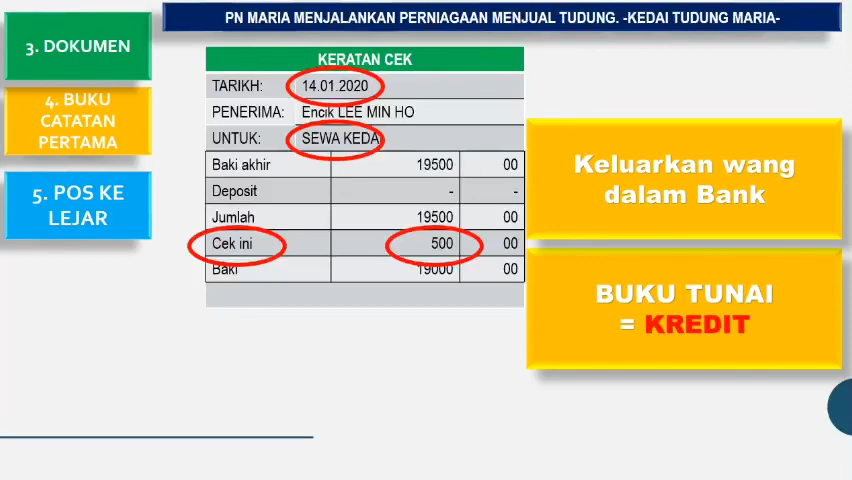 PN MARIA MENJALANKAN PERNIAGAAN MENJUAL TUDUNG. -KEDAI TUDUNG MARIA-
3. DOKUMEN
4. BUKU
CATATAN
PERTAMA
5. POS KE
LEJAR
KERATAN CEK
TARIKH: 14.01.2020
PENERIMA: Encik LEE MIN HO
UNTUK: SEWA KEDA
Baki akhir 19500 00
Deposit - -
Jumlah 19500 00
Cek ini 500 00
Baki 19000 00
Keluarkan wang
dalam Bank
BUKU TUNAI
= KREDIT